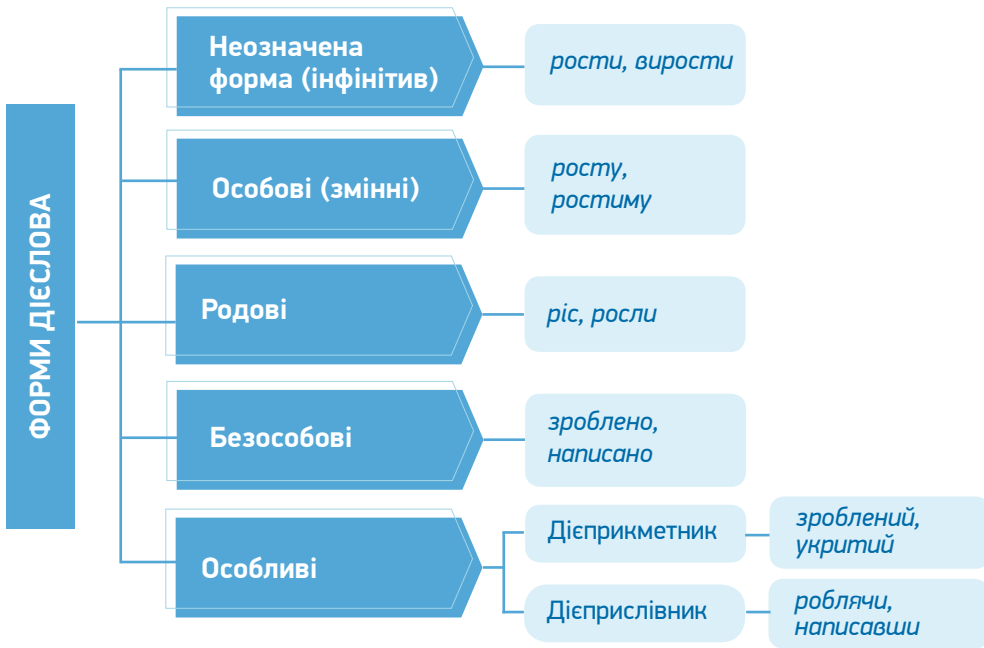 ФОРМИ ДІЄСЛОВА
Неозначена
форма (інфінітив)
рости, вирости
Особові (змінні)
росту,
ростиму
Родові
ріс, росли
Безособові
зроблено,
написано
Особливі
Дієприкметник
зроблений,
укритий
Дієприслівник
роблячи,
написавши